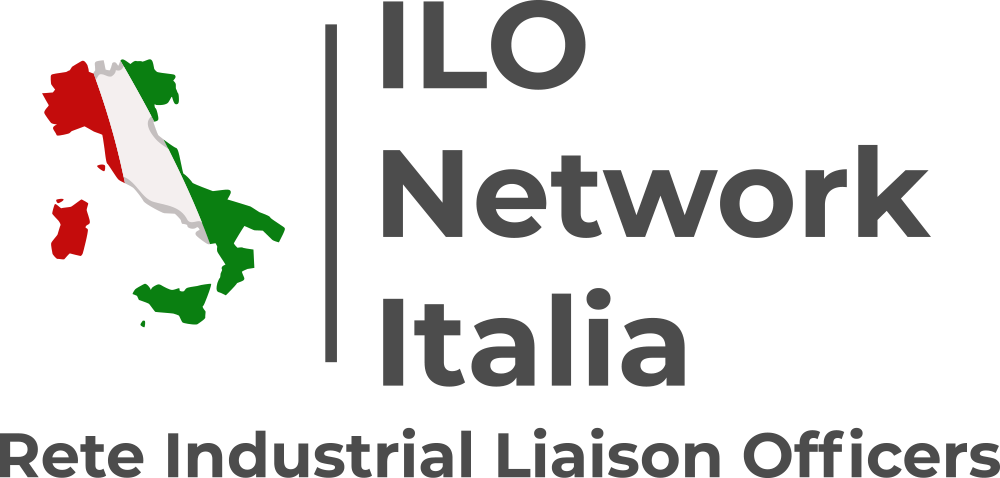 ILO
Network
Italia
Rete Industrial Liaison Officers